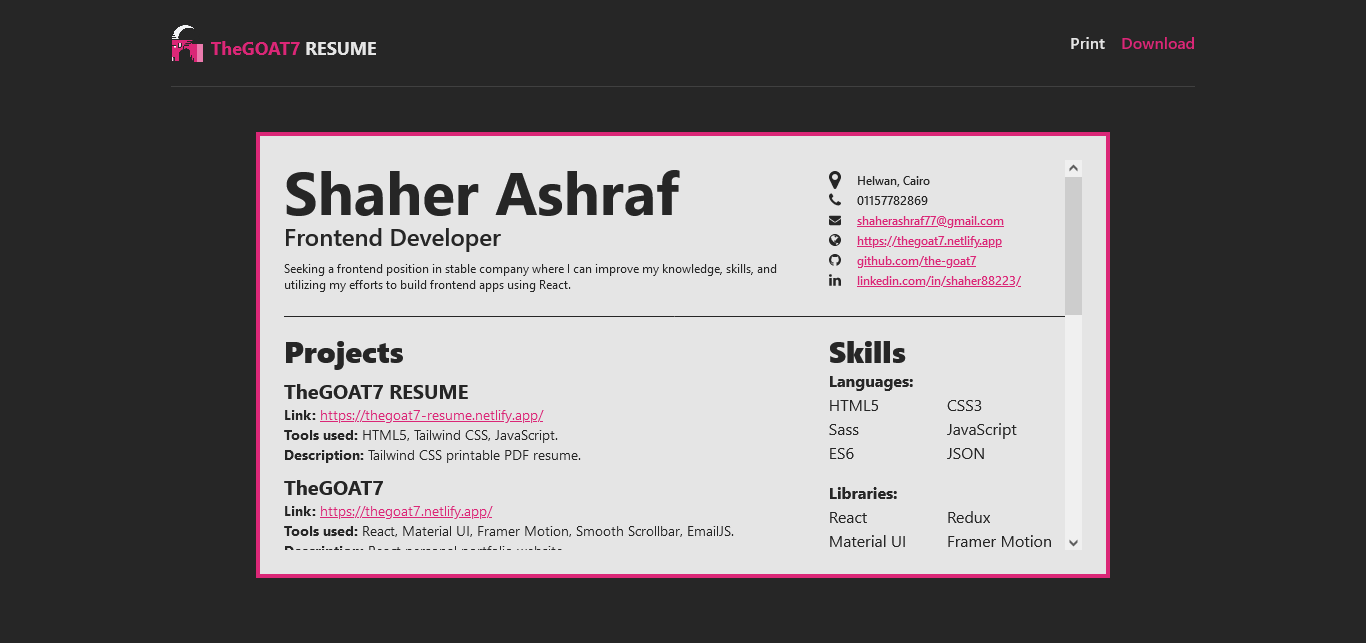 TheGOAT7 RESUME
Print Download
Shaher Ashraf
Frontend Developer
Seeking a frontend position in stable company where I can improve my knowledge, skills, and
utilizing my efforts to build frontend apps using React.
Helwan, Cairo
01157782869
shaherashraf77@gmail.com
https://thegoat7.netlify.app
github.com/the-goat7
linkedin.com/in/shaher88223/
Projects
TheGOAT7 RESUME
Link: https://thegoat7-resume.netlify.app/
Tools used: HTML5, Tailwind CSS, JavaScript.
Description: Tailwind CSS printable PDF resume.
TheGOAT7
Link: https://thegoat7.netlify.app/
Tools used: React, Material UI, Framer Motion, Smooth Scrollbar, EmailJS.
Description: React personal portfolio website.
Skills
Languages:
HTML5 CSS3
Sass JavaScript
ES6 JSON
Libraries:
React Redux
Material UI Framer Motion